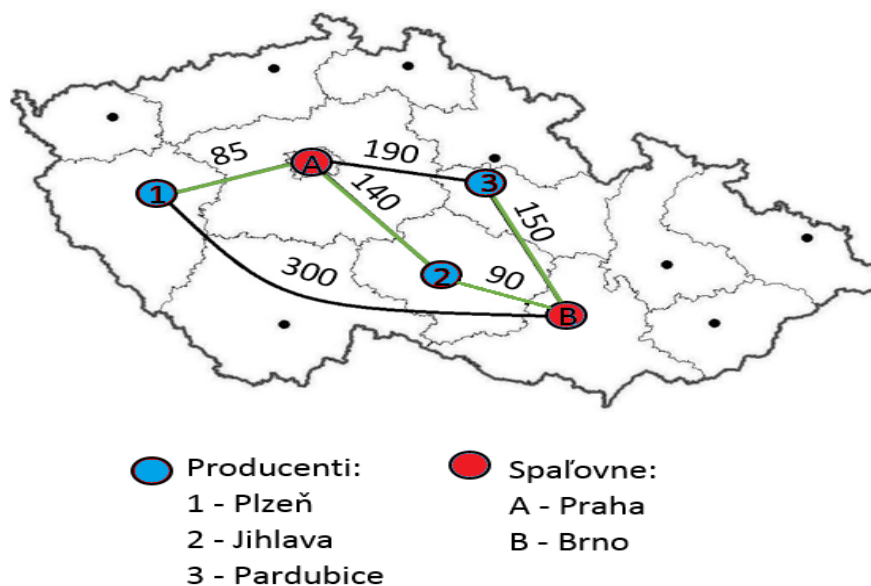 85
A
190
1
140
3
150
300
2
90
B
Producenti:
1 - Plzeň
2 - Jihlava
3 - Pardubice
Spaľovne:
A - Praha
B - Brno